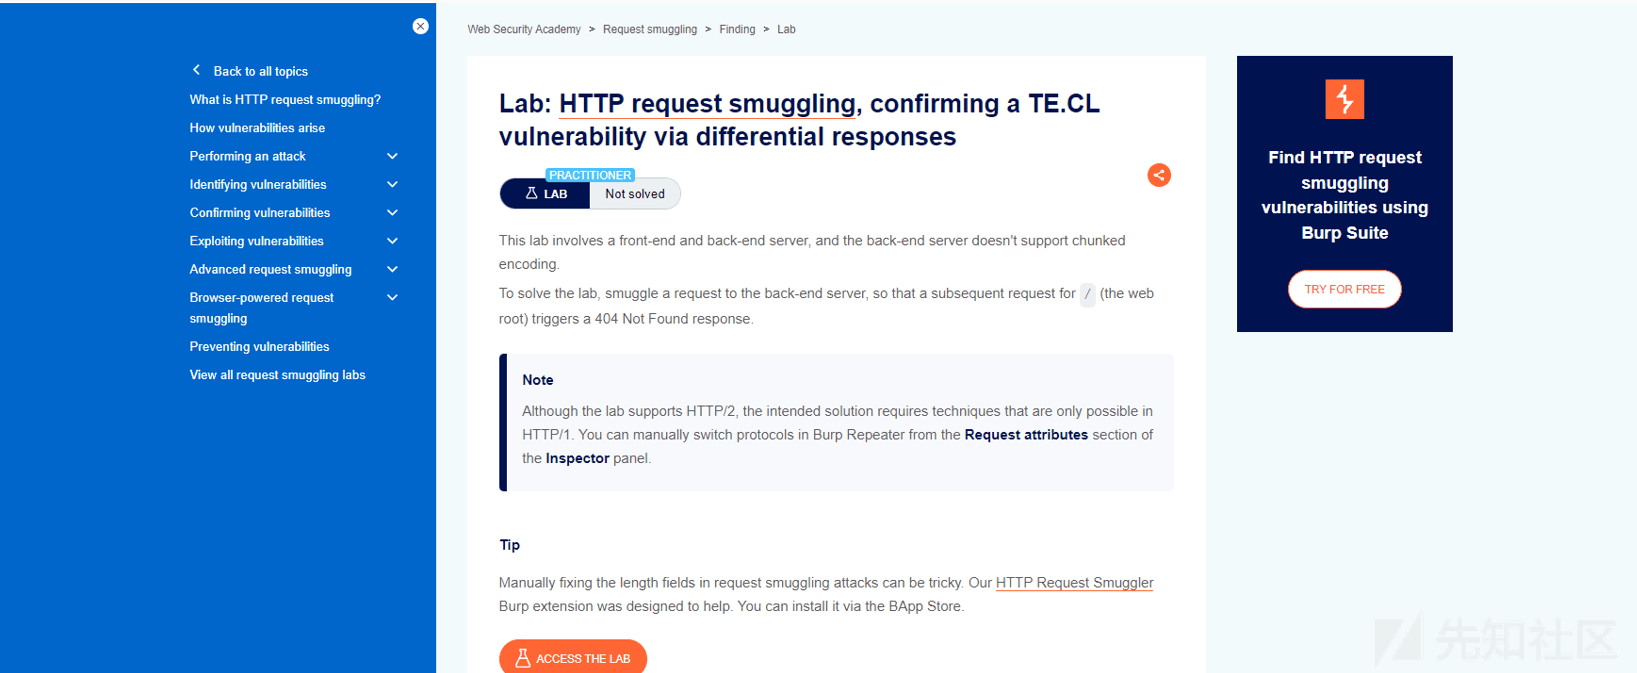 Back to all topics
What is HTTP request smuggling?
How vulnerabilities arise
Performing an attack
Identifying vulnerabilities
Confirming vulnerabilities
Exploiting vulnerabilities
Advanced request smuggling
Browser-powered request
smuggling
Preventing vulnerabilities
View all request smuggling labs
Web Security Academy > Request smuggling > Finding > Lab
Lab: HTTP request smuggling, confirming a TE.CL
vulnerability via differential responses
PRACTITIONER
LAB Not solved
This lab involves a front-end and back-end server, and the back-end server doesn't support chunked
encoding.
To solve the lab, smuggle a request to the back-end server, so that a subsequent request for / (the web
root) triggers a 404 Not Found response.
Note
Although the lab supports HTTP/2, the intended solution requires techniques that are only possible in
HTTP/1. You can manually switch protocols in Burp Repeater from the Request attributes section of
the Inspector panel.
Tip
Manually fixing the length fields in request smuggling attacks can be tricky. Our HTTP Request Smuggler
Burp extension was designed to help. You can install it via the BApp Store.
ACCESS THE LAB
Find HTTP request
smuggling
vulnerabilities using
Burp Suite
TRY FOR FREE
先知社区